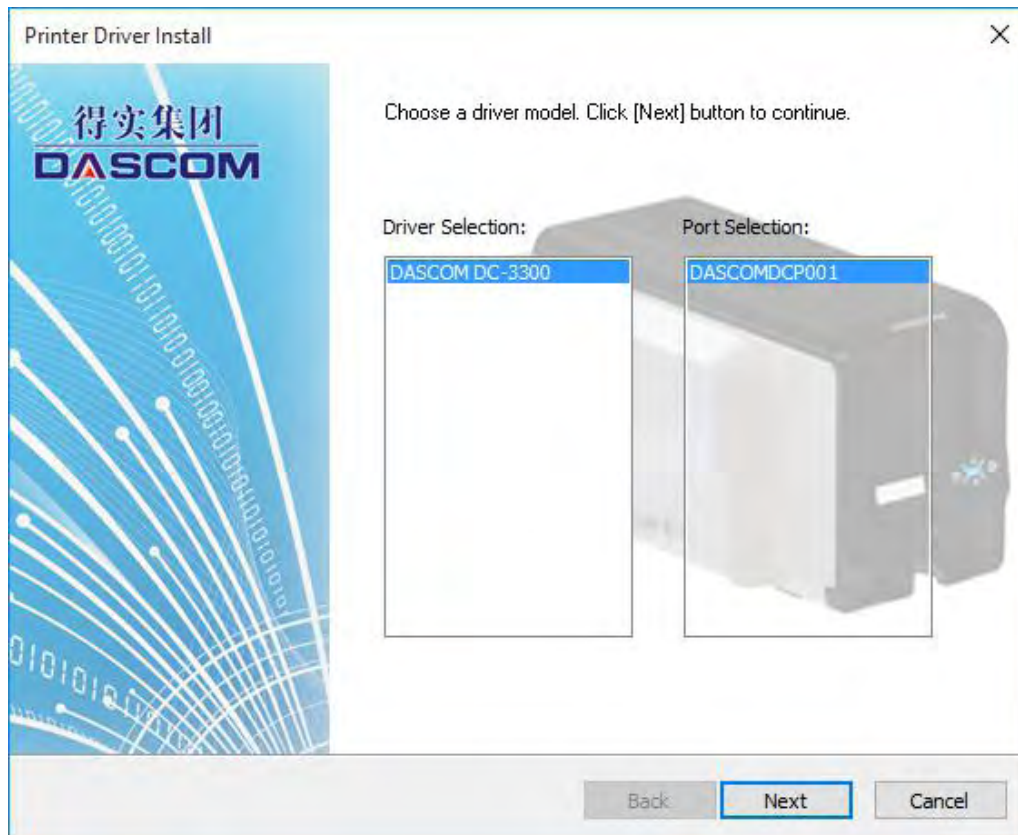 Printer Driver Install
得实集团
DASCOM
Choose a driver model. Click [Next] button to continue.
Driver Selection:
Port Selection:
DASCOM DC-3300
DASCOMDCP001
Back
Next
Cancel